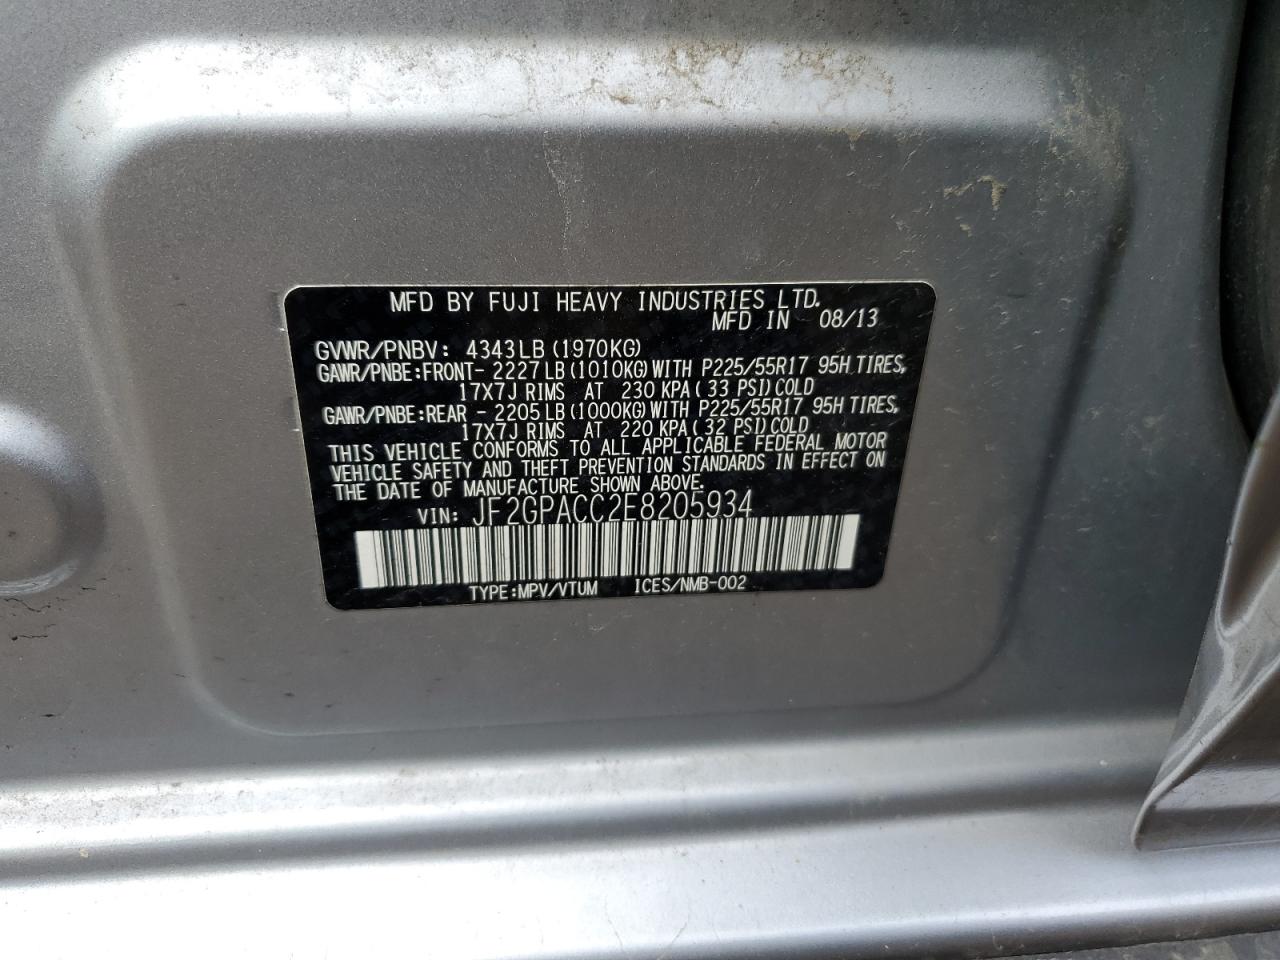 MFD BY FUJI HEAVY INDUSTRIES LTD.
MFD IN 08/13
GVWR/PNBV: 4343LB (1970KG)
GAWR/PNBE:FRONT- 2227 LB (1010KG) WITH P225/55R17 95H TIRES,
17X7J RIMS AT 230 KPA ( 33 PSI) COLD
GAWR/PNBE:REAR - 2205 LB (1000KG) WITH P225/55R17 95H TIRES,
17X7J RIMS AT 220 KPA ( 32 PSI) COLD
THIS VEHICLE CONFORMS TO ALL APPLICABLE FEDERAL MOTOR
VEHICLE SAFETY AND THEFT PREVENTION STANDARDS IN EFFECT ON
THE DATE OF MANUFACTURE SHOWN ABOVE.
VIN: JF2GPACC2E8205934
TYPE:MPV/VTUM ICES/NMB-002